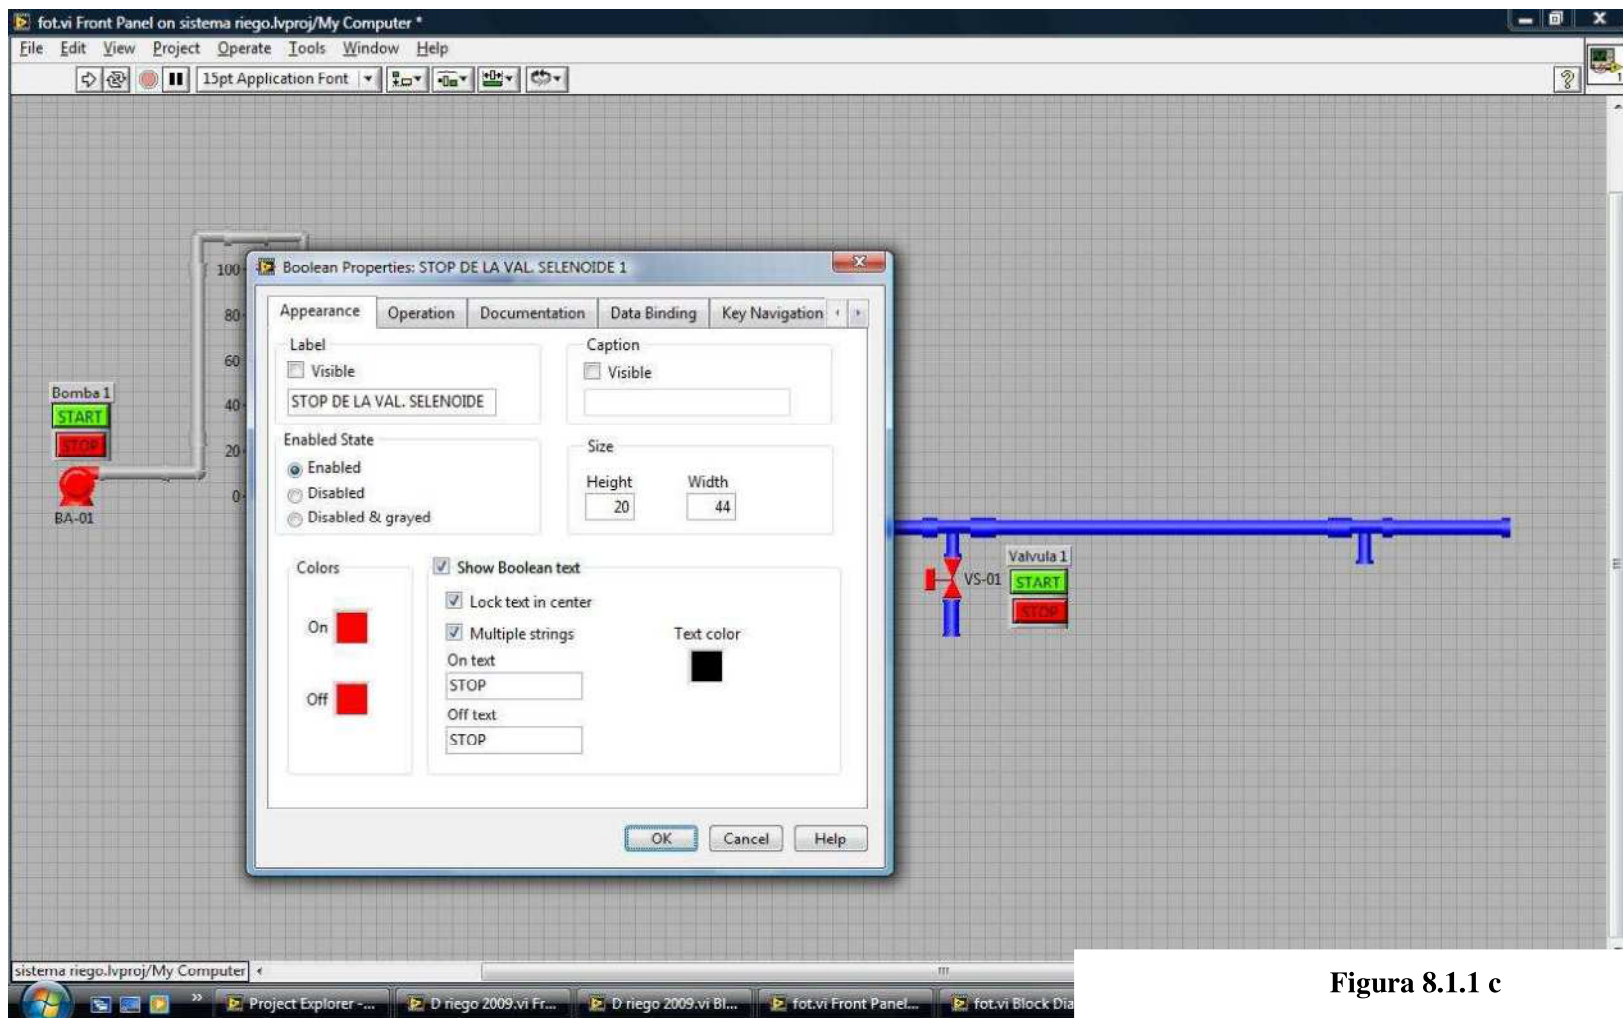 fot.vi Front Panel on sistema riego.lvproj/My Computer *
File Edit View Project Operate Tools Window Help
15pt Application Font
?
1
100
80
60
40
20
0
Bomba 1
START
STOP
BA-01
Boolean Properties: STOP DE LA VAL. SELENOIDE 1
Appearance Operation Documentation Data Binding Key Navigation
Label
Visible
STOP DE LA VAL. SELENOIDE
Caption
Visible
Enabled State
Enabled
Disabled
Disabled & grayed
Size
Height Width
20 44
Colors
On
Off
Show Boolean text
Lock text in center
Multiple strings
On text
STOP
Off text
STOP
Text color
OK Cancel Help
Valvula 1
VS-01 START
STOP
sistema riego.lvproj/My Computer
Project Explorer -... D riego 2009.vi Fr... D riego 2009.vi Bl... fot.vi Front Panel... fot.vi Block Dia
Figura 8.1.1 c